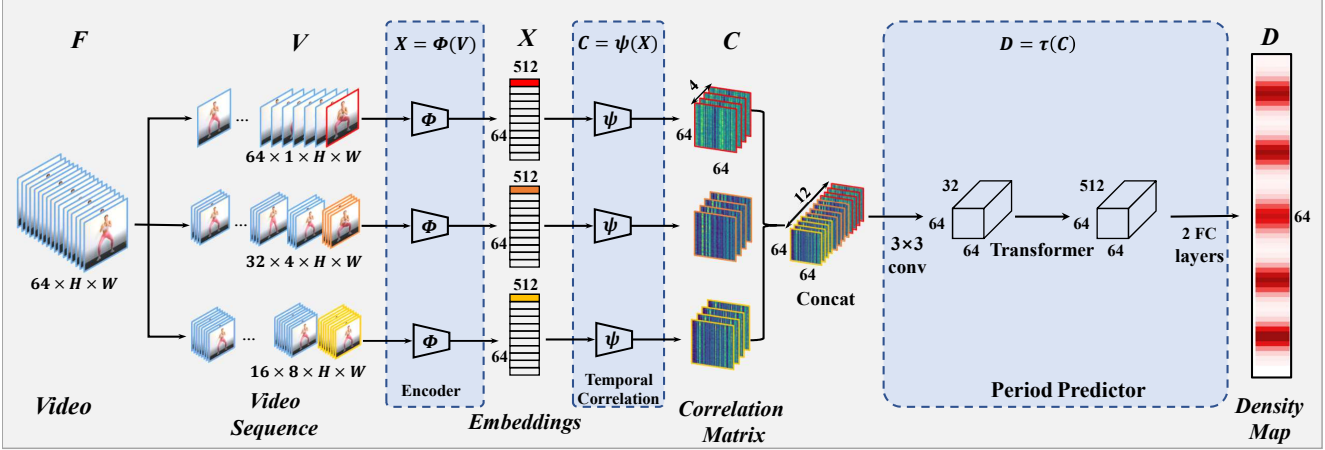 F
V
X = Φ(V)
X
C = ψ(X)
C
D = τ(C)
D
512
Φ
64
ψ
4
64
64
...
64 × 1 × H × W
512
Φ
64
ψ
...
32 × 4 × H × W
64 × H × W
12
64
64
Concat
3×3
conv
32
64
64
Transformer
512
64
64
2 FC
layers
64
512
Φ
64
ψ
...
16 × 8 × H × W
Encoder
Temporal
Correlation
Period Predictor
Video
Video
Sequence
Embeddings
Correlation
Matrix
Density
Map